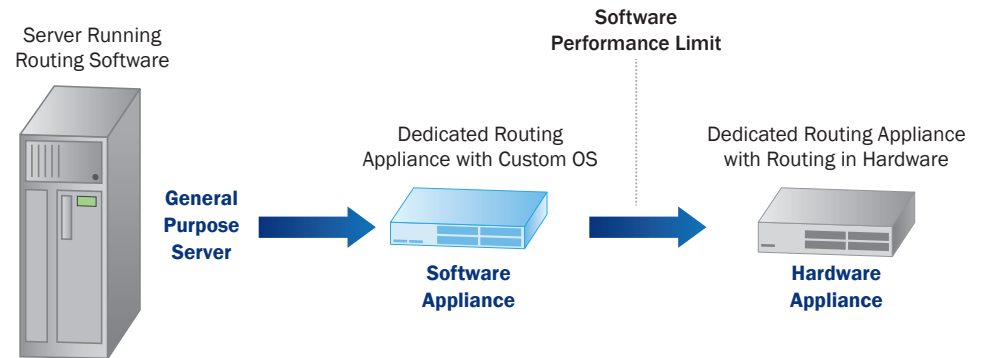 Server Running
Routing Software
General
Purpose
Server
Dedicated Routing
Appliance with Custom OS
Software
Appliance
Software
Performance Limit
Dedicated Routing Appliance
with Routing in Hardware
Hardware
Appliance